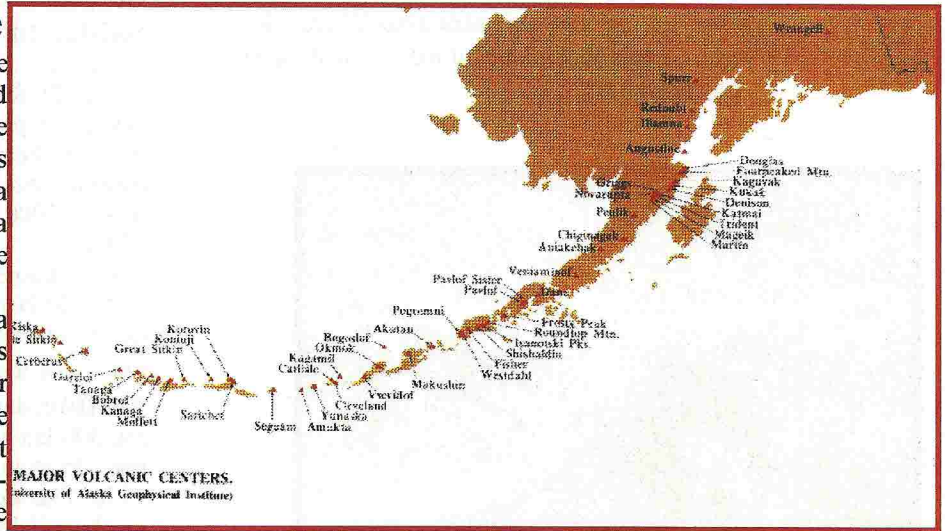 Wrangell
Spurr
Redoubt
Iliamna
Augustine
Douglas
Fourpeaked Mtn.
Kaguyak
Kukak
Denison
Katmai
Trident
Mageik
Martin
Griggs
Novarupta
Peulik
Chiginagak
Aniakchak
Veniaminof
Pavlof Sister
Pavlof
Dana
Pogromni
Frosty Peak
Roundtop Mtn.
Isanotski Pks.
Shishaldin
Fisher
Westdahl
Akutan
Bogoslof
Okmok
Makushin
Kagamil
Carlisle
Vsevidof
Cleveland
Yunaska
Amukta
Seguam
Korovin
Koniuji
Great Sitkin
Sarichef
Kiska
Cerberus
Gareloi
Tanaga
Bobrof
Kanaga
Moffett
MAJOR VOLCANIC CENTERS.
niversity of Alaska Geophysical Institute)